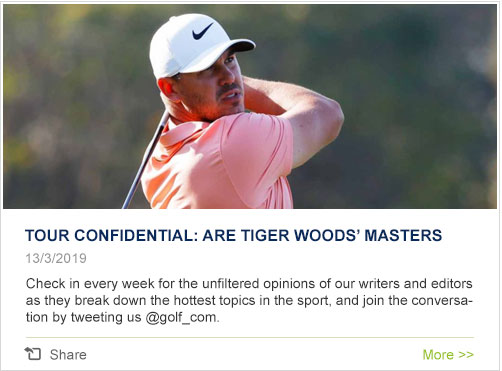 TOUR CONFIDENTIAL: ARE TIGER WOODS’ MASTERS
13/3/2019
Check in every week for the unfiltered opinions of our writers and editors
as they break down the hottest topics in the sport, and join the conversa-
tion by tweeting us @golf_com.
Share
More >>